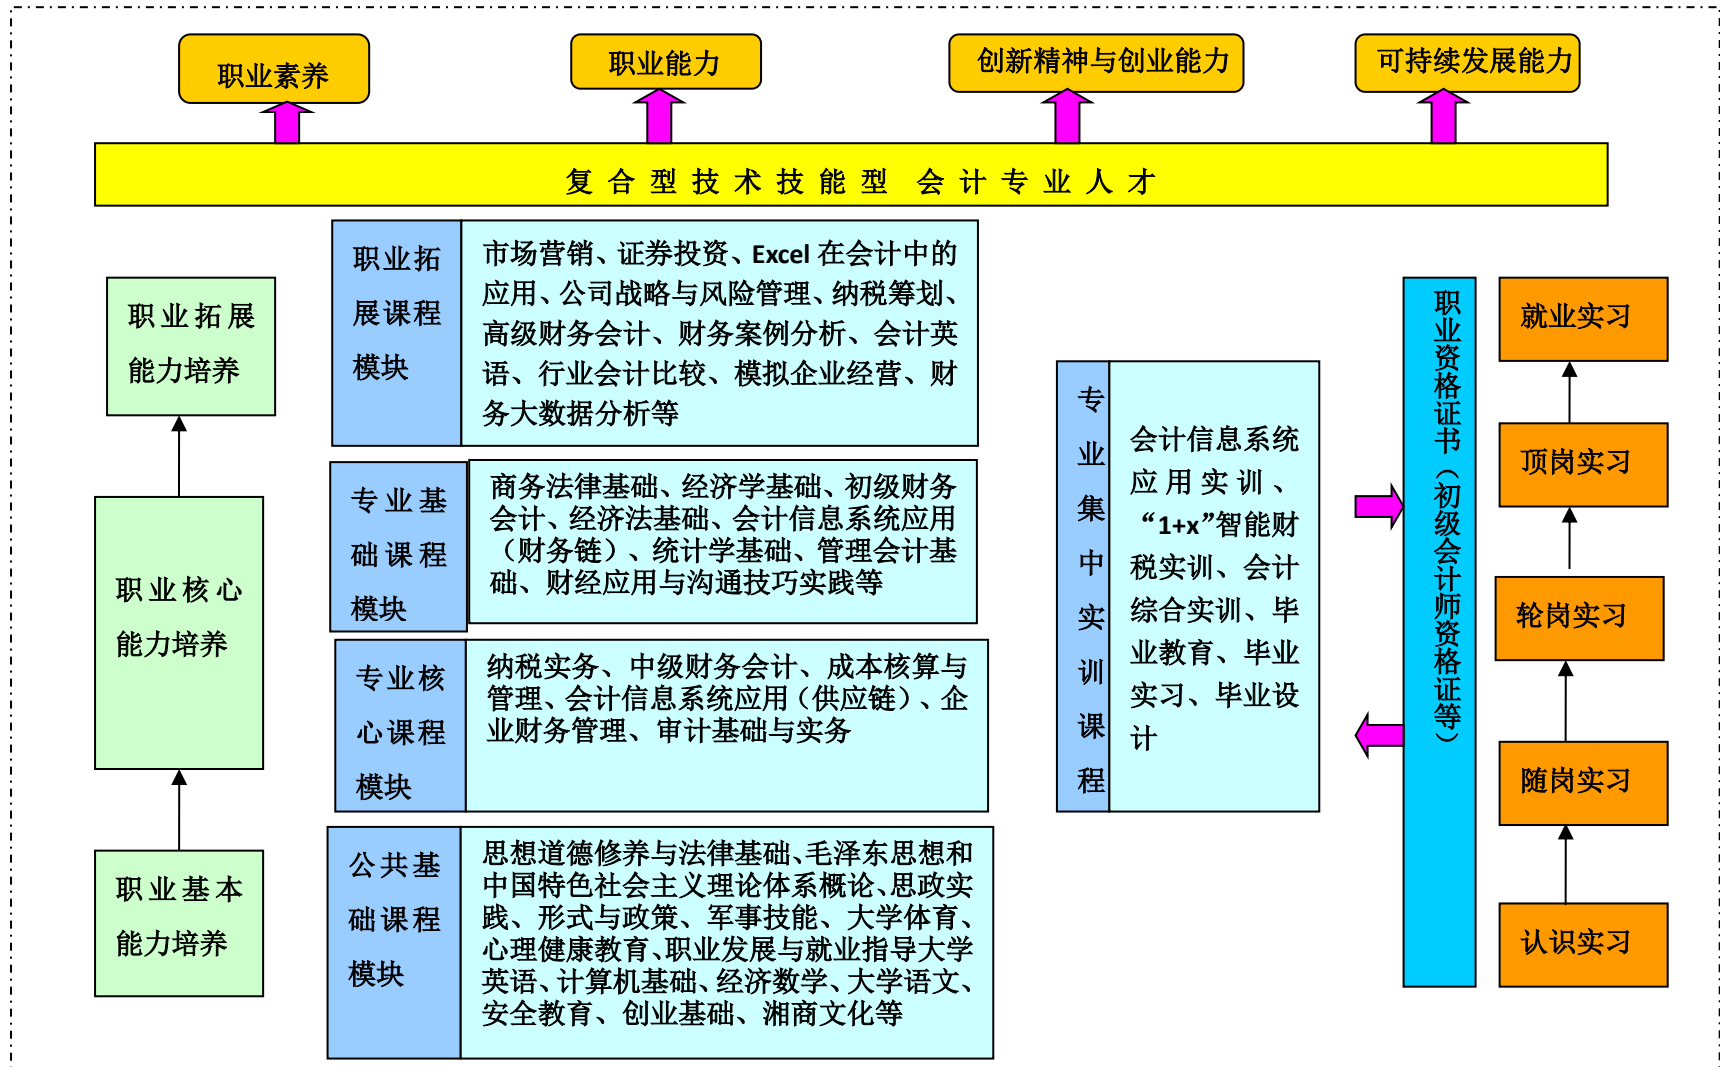 职业素养
职业能力
创新精神与创业能力
可持续发展能力
复合型技术技能型 会计专业人才
职业拓展
能力培养
职业核心
能力培养
职业基本
能力培养
职业拓
展课程
模块
市场营销、证券投资、Excel 在会计中的
应用、公司战略与风险管理、纳税筹划、
高级财务会计、财务案例分析、会计英
语、行业会计比较、模拟企业经营、财
务大数据分析等
专业基
础课程
模块
商务法律基础、经济学基础、初级财务
会计、经济法基础、会计信息系统应用
（财务链）、统计学基础、管理会计基
础、财经应用与沟通技巧实践等
专业核
心课程
模块
纳税实务、中级财务会计、成本核算与
管理、会计信息系统应用（供应链）、企
业财务管理、审计基础与实务
公共基
础课程
模块
思想道德修养与法律基础、毛泽东思想和
中国特色社会主义理论体系概论、思政实
践、形式与政策、军事技能、大学体育、
心理健康教育、职业发展与就业指导大学
英语、计算机基础、经济数学、大学语文、
安全教育、创业基础、湘商文化等
专业集中实训课程
会计信息系统
应用实训、
“1+x”智能财
税实训、会计
综合实训、毕
业教育、毕业
实习、毕业设
计
职业资格证书（初级会计师资格证等）
就业实习
顶岗实习
轮岗实习
随岗实习
认识实习